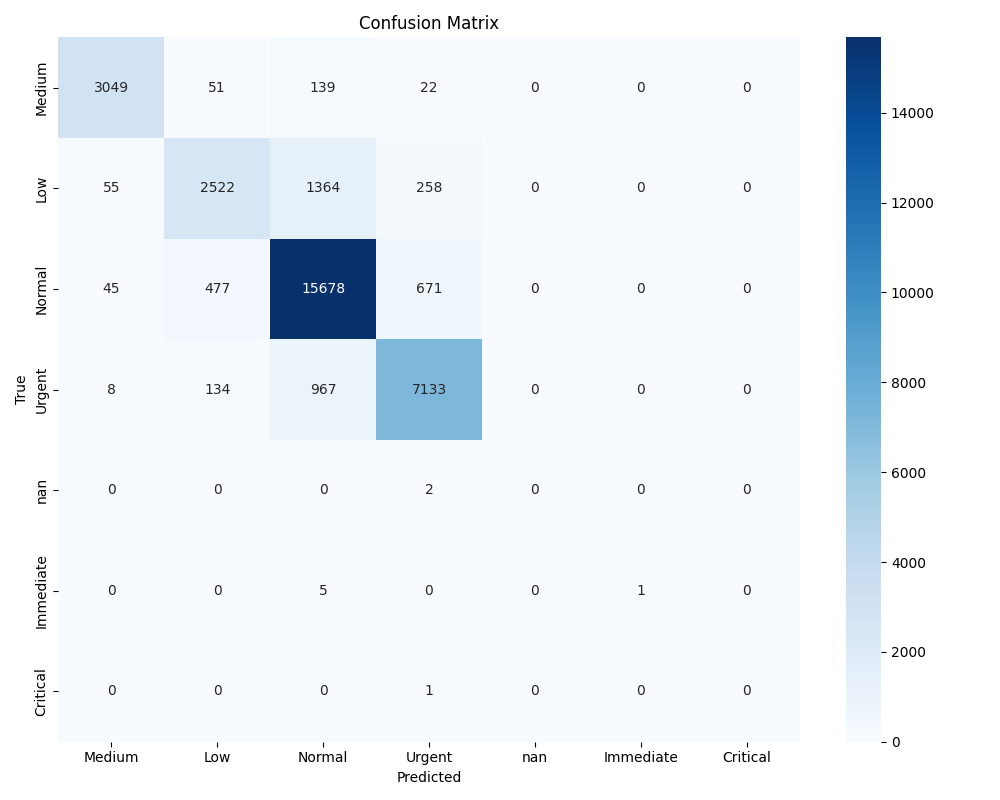 Confusion Matrix
Medium 3049 51 139 22 0 0 0
Low 55 2522 1364 258 0 0 0
Normal 45 477 15678 671 0 0 0
Urgent 8 134 967 7133 0 0 0
nan 0 0 0 2 0 0 0
Immediate 0 0 5 0 0 1 0
Critical 0 0 0 1 0 0 0
True
Medium Low Normal Urgent nan Immediate Critical
Predicted
14000
12000
10000
8000
6000
4000
2000
0